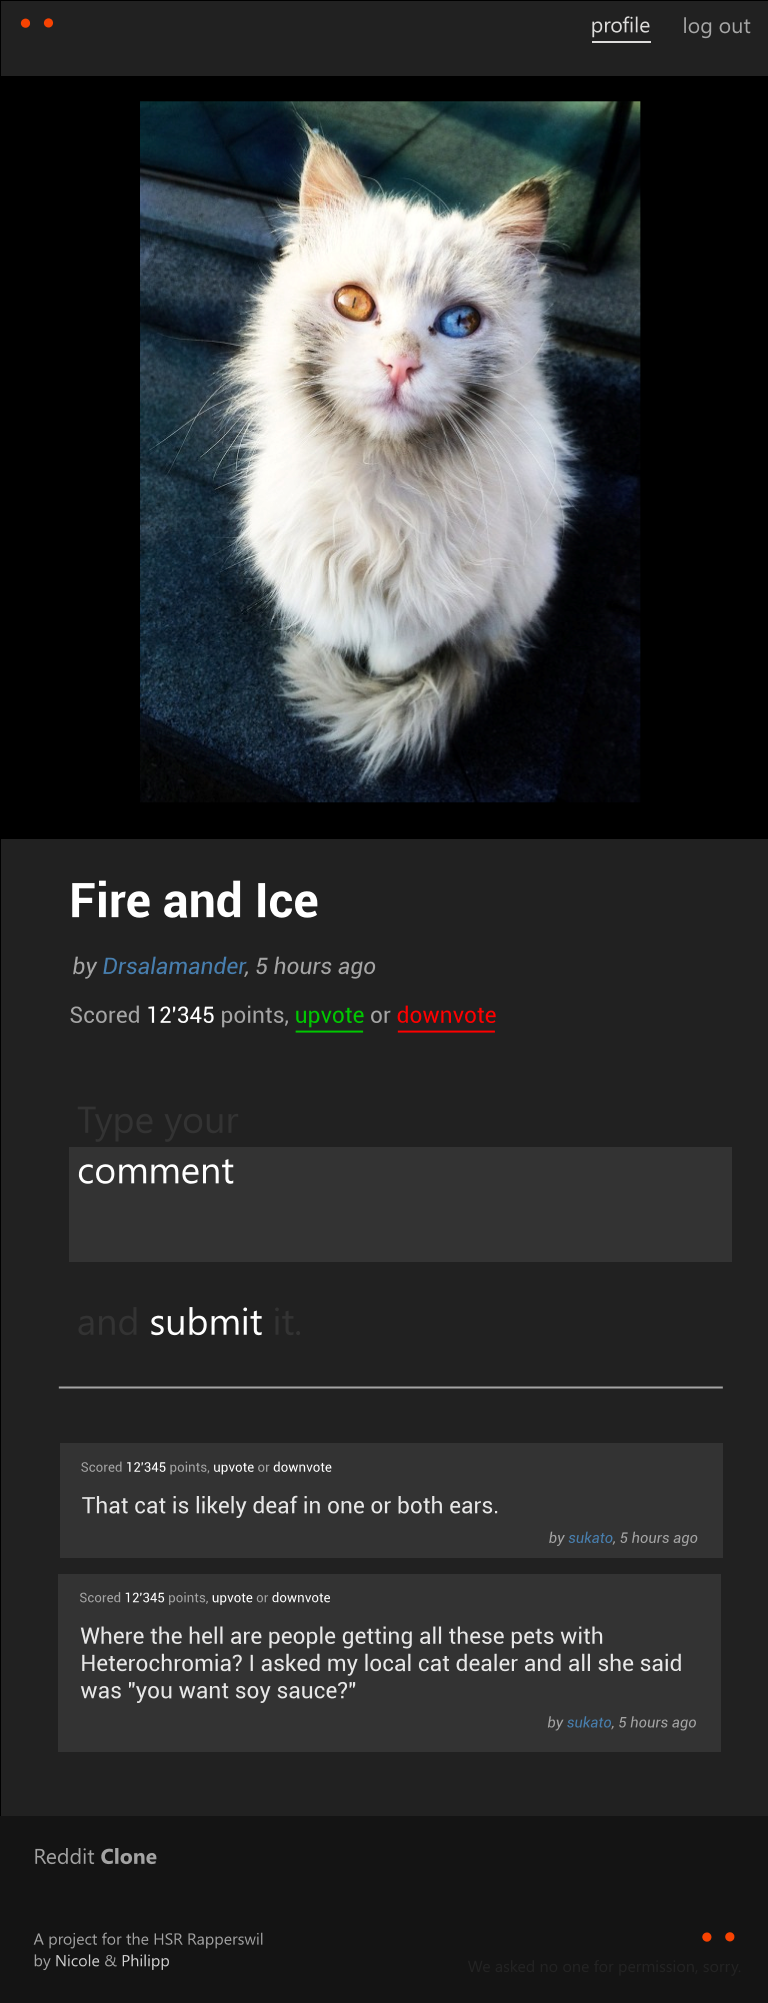 profile log out
Fire and Ice
by Drsalamander, 5 hours ago
Scored 12'345 points, upvote or downvote
Type your
comment
and submit it.
Scored 12'345 points, upvote or downvote
That cat is likely deaf in one or both ears.
by sukato, 5 hours ago
Scored 12'345 points, upvote or downvote
Where the hell are people getting all these pets with
Heterochromia? I asked my local cat dealer and all she said
was "you want soy sauce?"
by sukato, 5 hours ago
Reddit Clone
A project for the HSR Rapperswil
by Nicole & Philipp
We asked no one for permission, sorry.